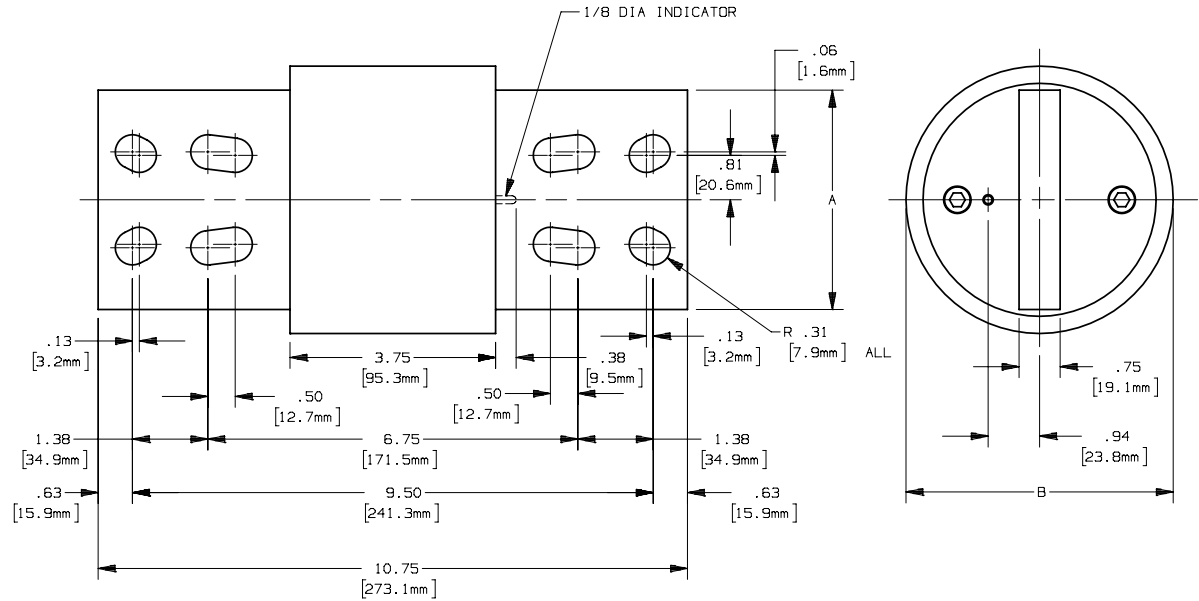 1/8 DIA INDICATOR
.06
[1.6mm]
.81
[20.6mm]
A
.13
[3.2mm]
3.75
[95.3mm]
.38
[9.5mm]
.13
[3.2mm]
R .31
[7.9mm] ALL
.50
[12.7mm]
.50
[12.7mm]
.75
[19.1mm]
1.38
[34.9mm]
6.75
[171.5mm]
1.38
[34.9mm]
.94
[23.8mm]
.63
[15.9mm]
9.50
[241.3mm]
.63
[15.9mm]
B
10.75
[273.1mm]